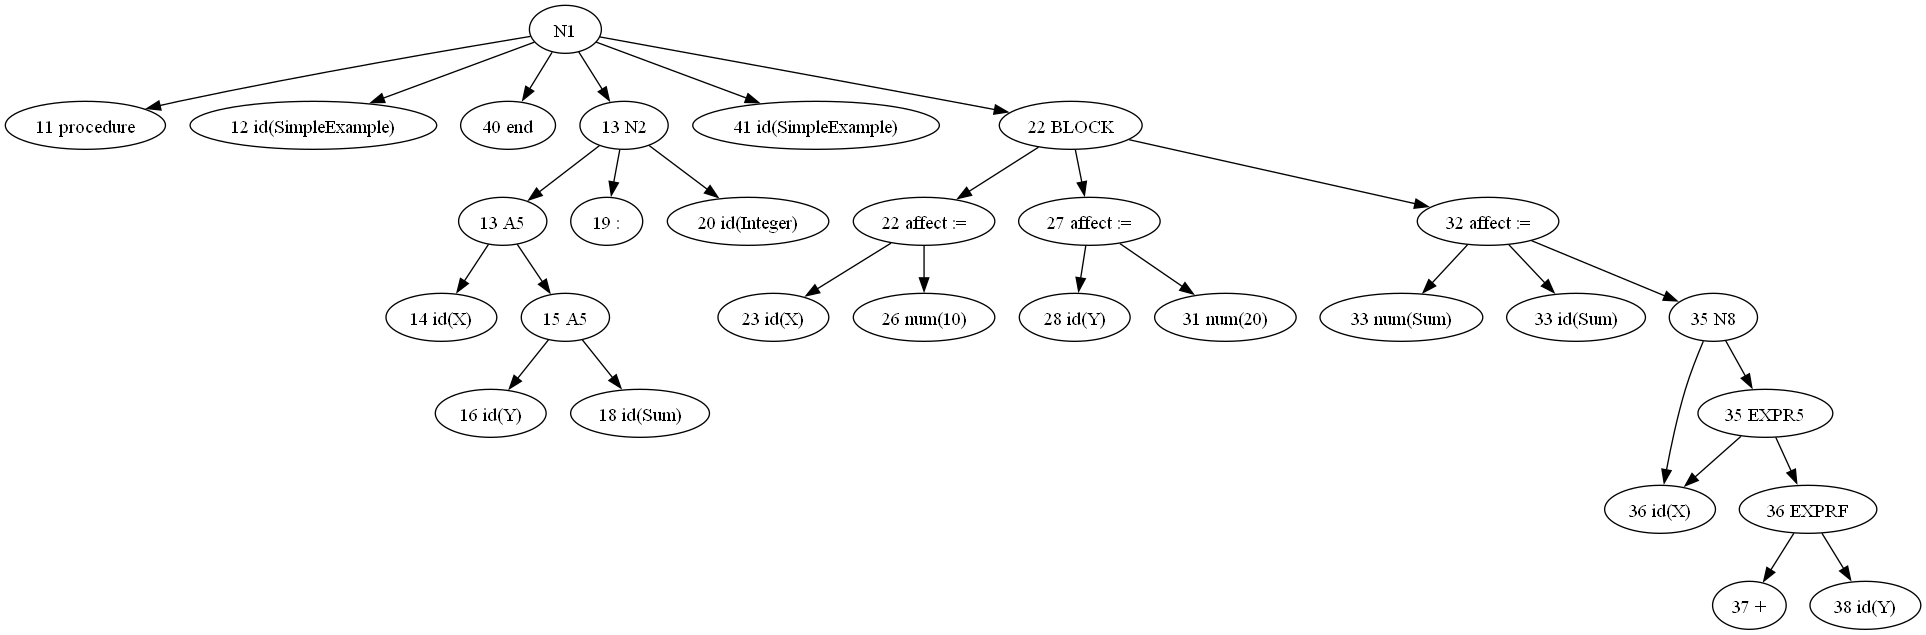 N1
11 procedure
12 id(SimpleExample)
40 end
13 N2
41 id(SimpleExample)
22 BLOCK
13 A5
19 :
20 id(Integer)
22 affect :=
27 affect :=
32 affect :=
14 id(X)
15 A5
23 id(X)
26 num(10)
28 id(Y)
31 num(20)
33 num(Sum)
33 id(Sum)
35 N8
16 id(Y)
18 id(Sum)
35 EXPR5
36 id(X)
36 EXPRF
37 +
38 id(Y)